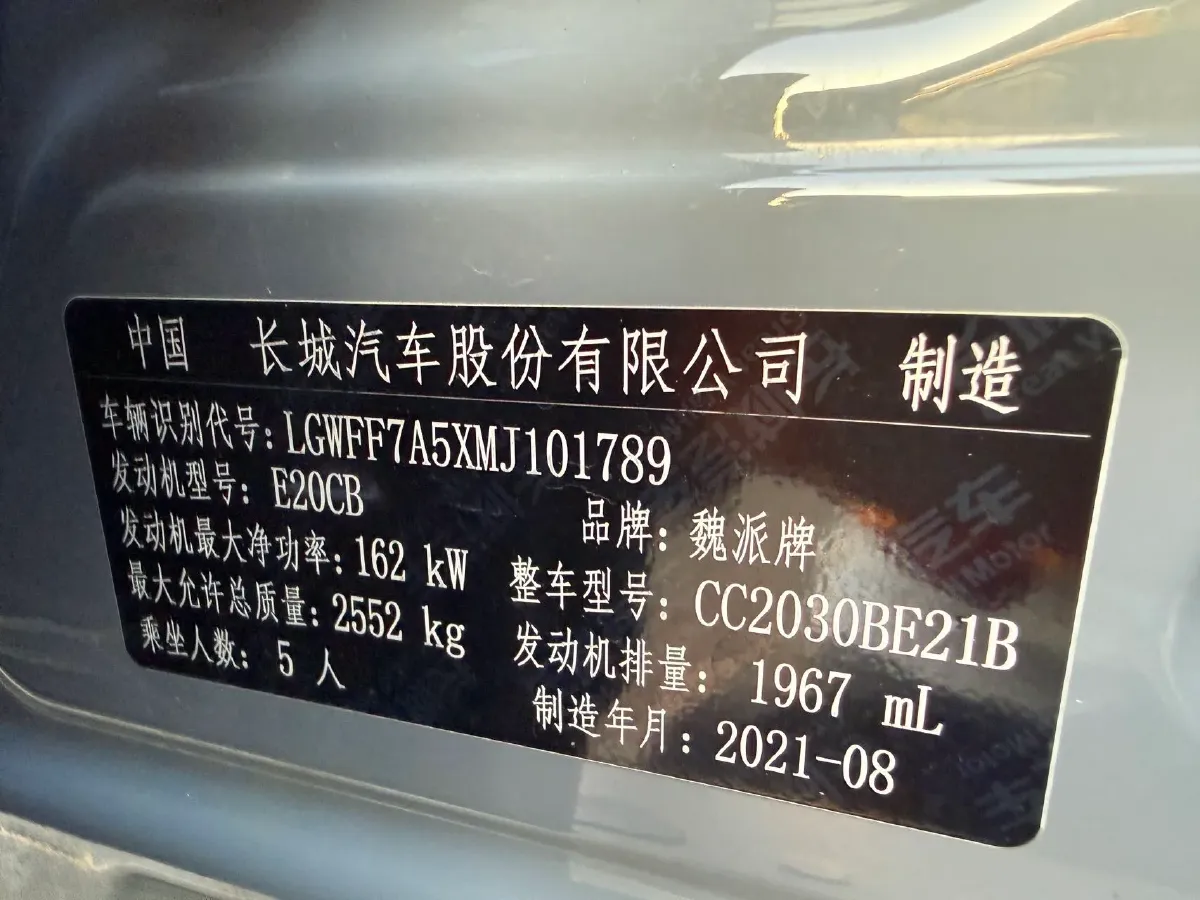 中国 长城汽车股份有限公司 制造
车辆识别代号:LGWFF7A5XMJ101789
发动机型号:E20CB
品牌:魏派牌
发动机最大净功率:162 kW
整车型号:CC2030BE21B
最大允许总质量:2552 kg
发动机排量:1967 mL
乘坐人数:5 人
制造年月:2021-08
汽车
Motor